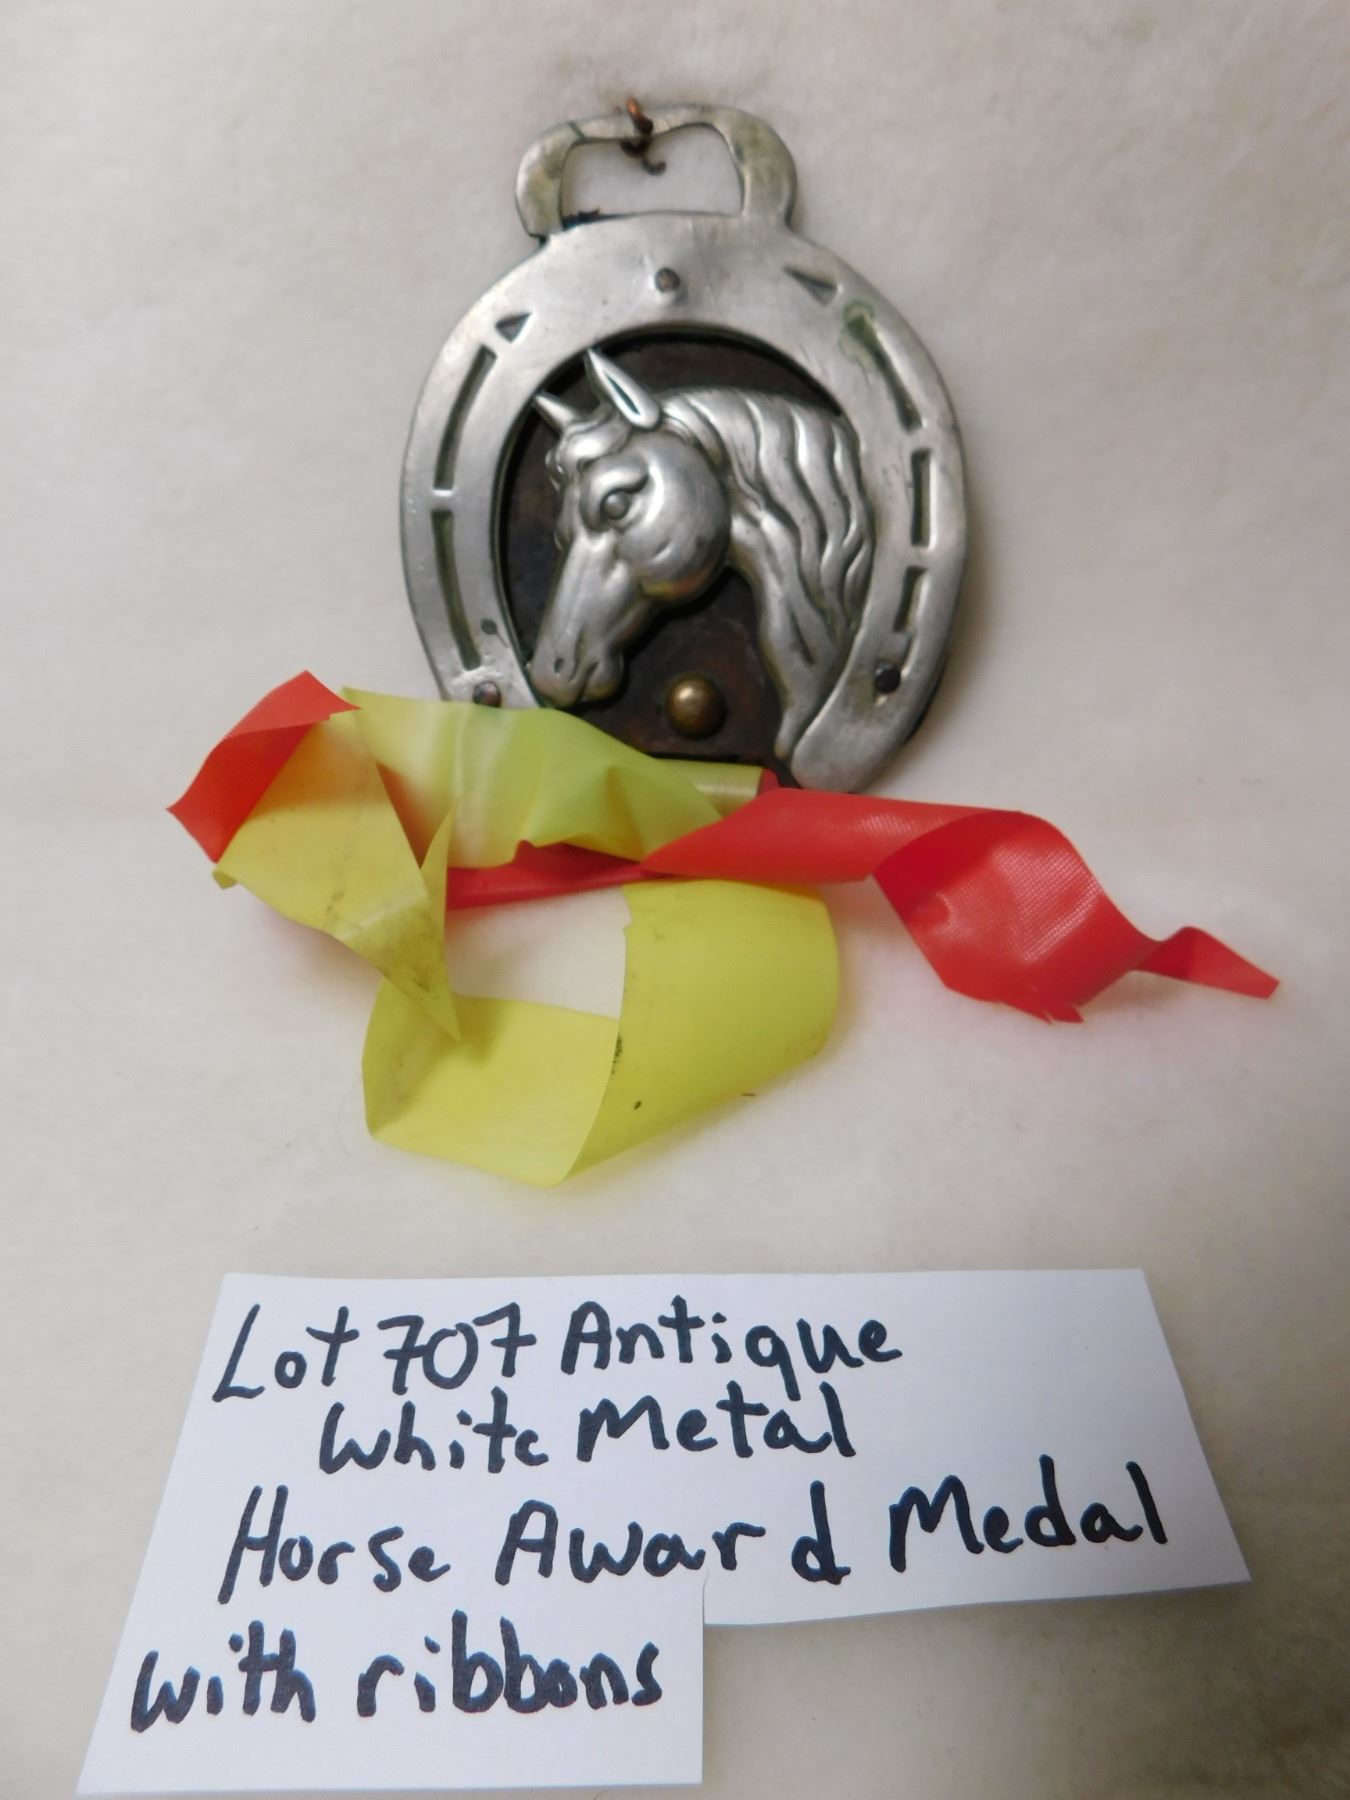 Lot 707 Antique
White Metal
Horse Award Medal
with ribbons